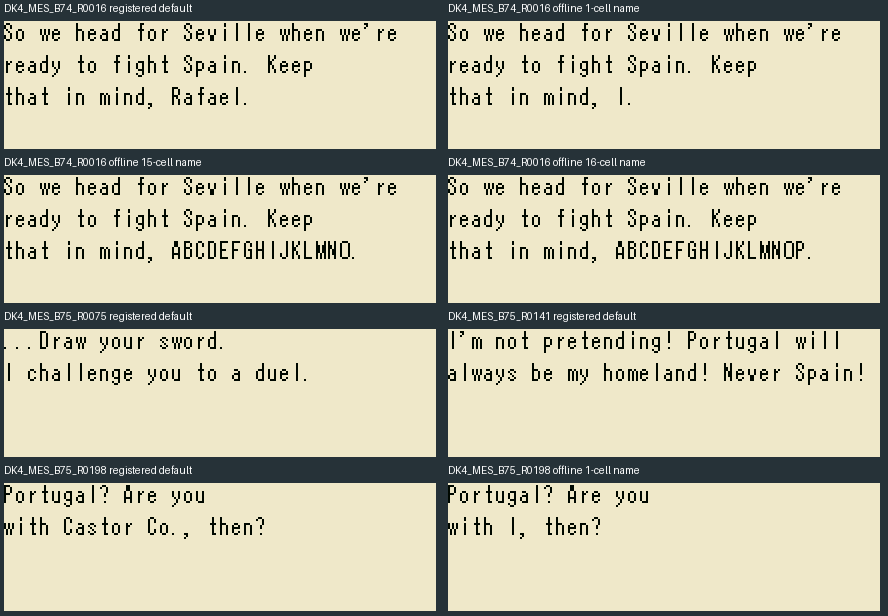 DK4_MES_B74_R0016 registered default
So we head for Seville when we're
ready to fight Spain. Keep
that in mind, Rafael.
DK4_MES_B74_R0016 offline 1-cell name
So we head for Seville when we're
ready to fight Spain. Keep
that in mind, I.
DK4_MES_B74_R0016 offline 15-cell name
So we head for Seville when we're
ready to fight Spain. Keep
that in mind, ABCDEFGHIJKLMNO.
DK4_MES_B74_R0016 offline 16-cell name
So we head for Seville when we're
ready to fight Spain. Keep
that in mind, ABCDEFGHIJKLMNOP.
DK4_MES_B75_R0075 registered default
...Draw your sword.
I challenge you to a duel.
DK4_MES_B75_R0141 registered default
I'm not pretending! Portugal will
always be my homeland! Never Spain!
DK4_MES_B75_R0198 registered default
Portugal? Are you
with Castor Co., then?
DK4_MES_B75_R0198 offline 1-cell name
Portugal? Are you
with I, then?